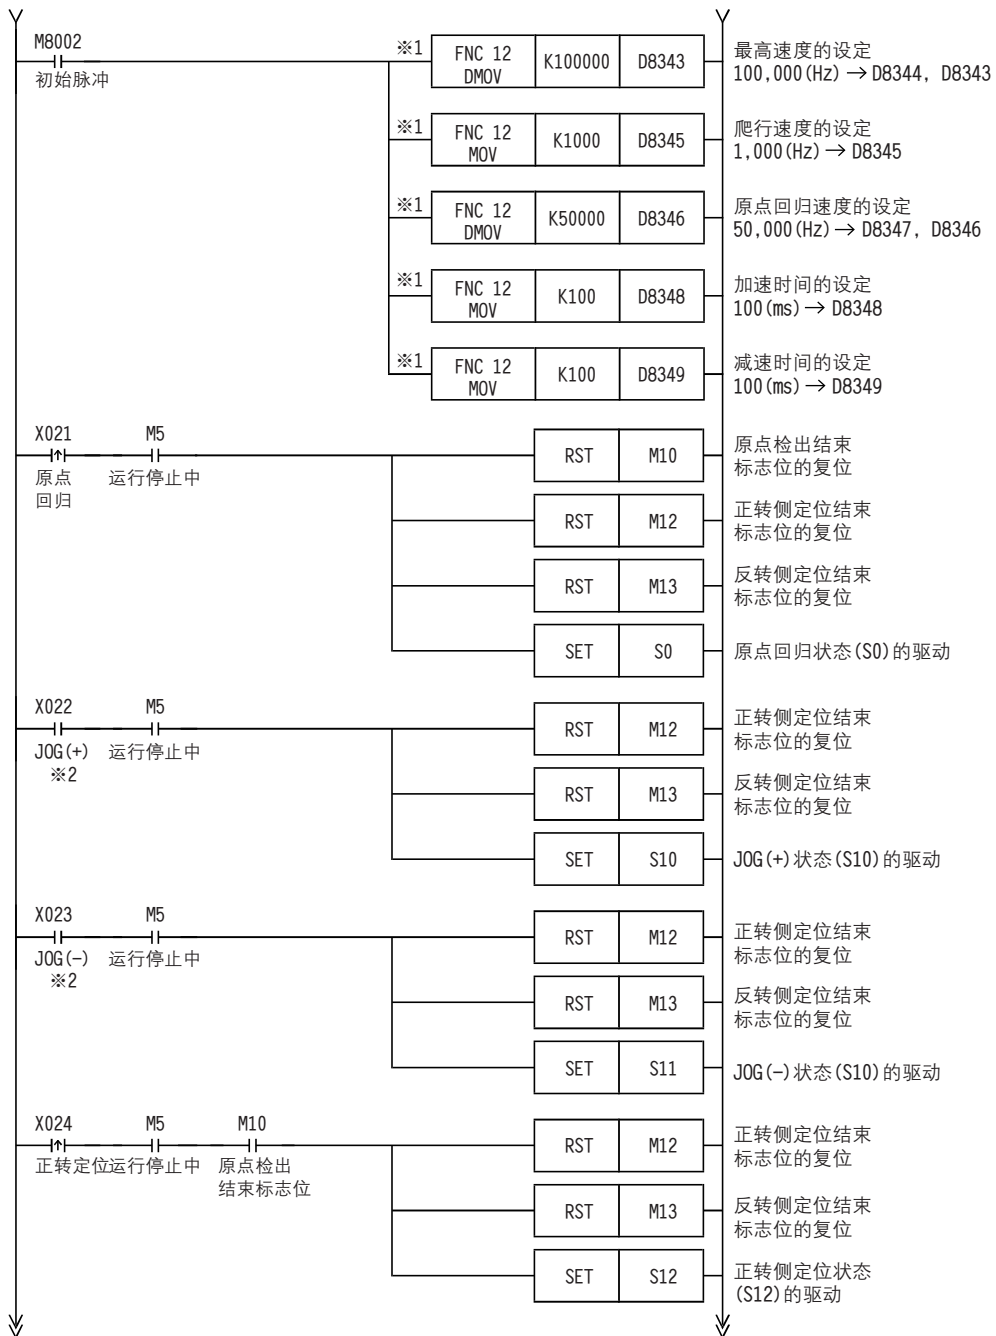 M8002
初始脉冲
※1
FNC 12
DMOV
K100000
D8343
最高速度的设定
100,000(Hz)→D8344, D8343
※1
FNC 12
MOV
K1000
D8345
爬行速度的设定
1,000(Hz)→D8345
※1
FNC 12
DMOV
K50000
D8346
原点回归速度的设定
50,000(Hz)→D8347, D8346
※1
FNC 12
MOV
K100
D8348
加速时间的设定
100(ms)→D8348
※1
FNC 12
MOV
K100
D8349
减速时间的设定
100(ms)→D8349
X021
M5
原点
回归
运行停止中
RST
M10
原点检出结束
标志位的复位
RST
M12
正转侧定位结束
标志位的复位
RST
M13
反转侧定位结束
标志位的复位
SET
S0
原点回归状态(S0)的驱动
X022
M5
JOG(+)
※2
运行停止中
RST
M12
正转侧定位结束
标志位的复位
RST
M13
反转侧定位结束
标志位的复位
SET
S10
JOG(+)状态(S10)的驱动
X023
M5
JOG(-)
※2
运行停止中
RST
M12
正转侧定位结束
标志位的复位
RST
M13
反转侧定位结束
标志位的复位
SET
S11
JOG(-)状态(S10)的驱动
X024
M5
M10
正转定位
运行停止中
原点检出
结束标志位
RST
M12
正转侧定位结束
标志位的复位
RST
M13
反转侧定位结束
标志位的复位
SET
S12
正转侧定位状态
(S12)的驱动